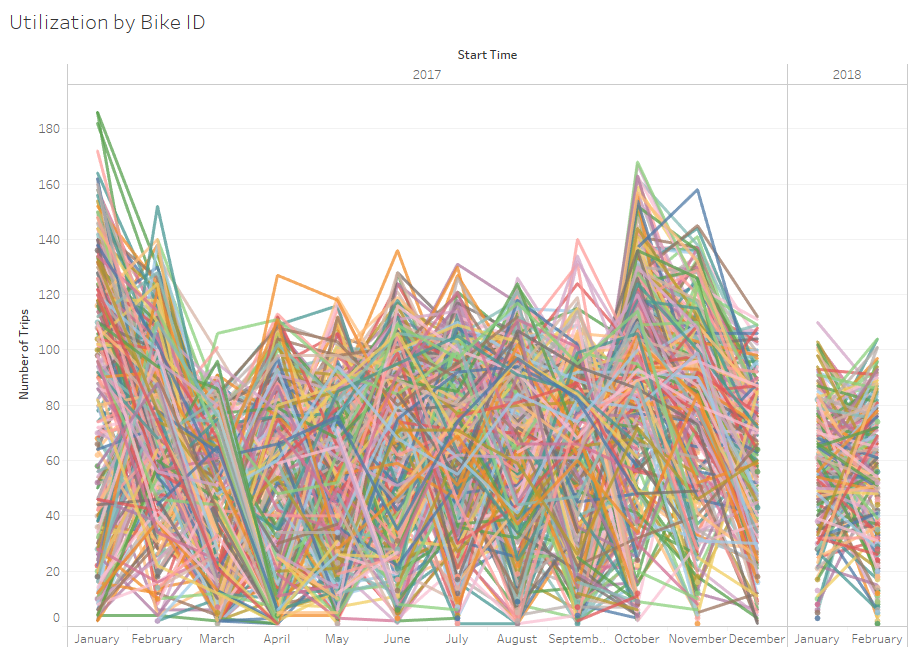 Utilization by Bike ID
Start Time
2017 2018
Number of Trips
180
160
140
120
100
80
60
40
20
0
January February March April May June July August Septemb.. October November December January February